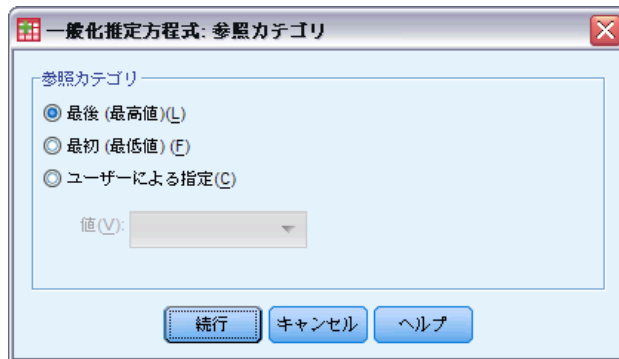 一般化推定方程式: 参照カテゴリ
参照カテゴリ
最後 (最高値)(L)
最初 (最低値) (F)
ユーザーによる指定(C)
値(V):
続行 キャンセル ヘルプ